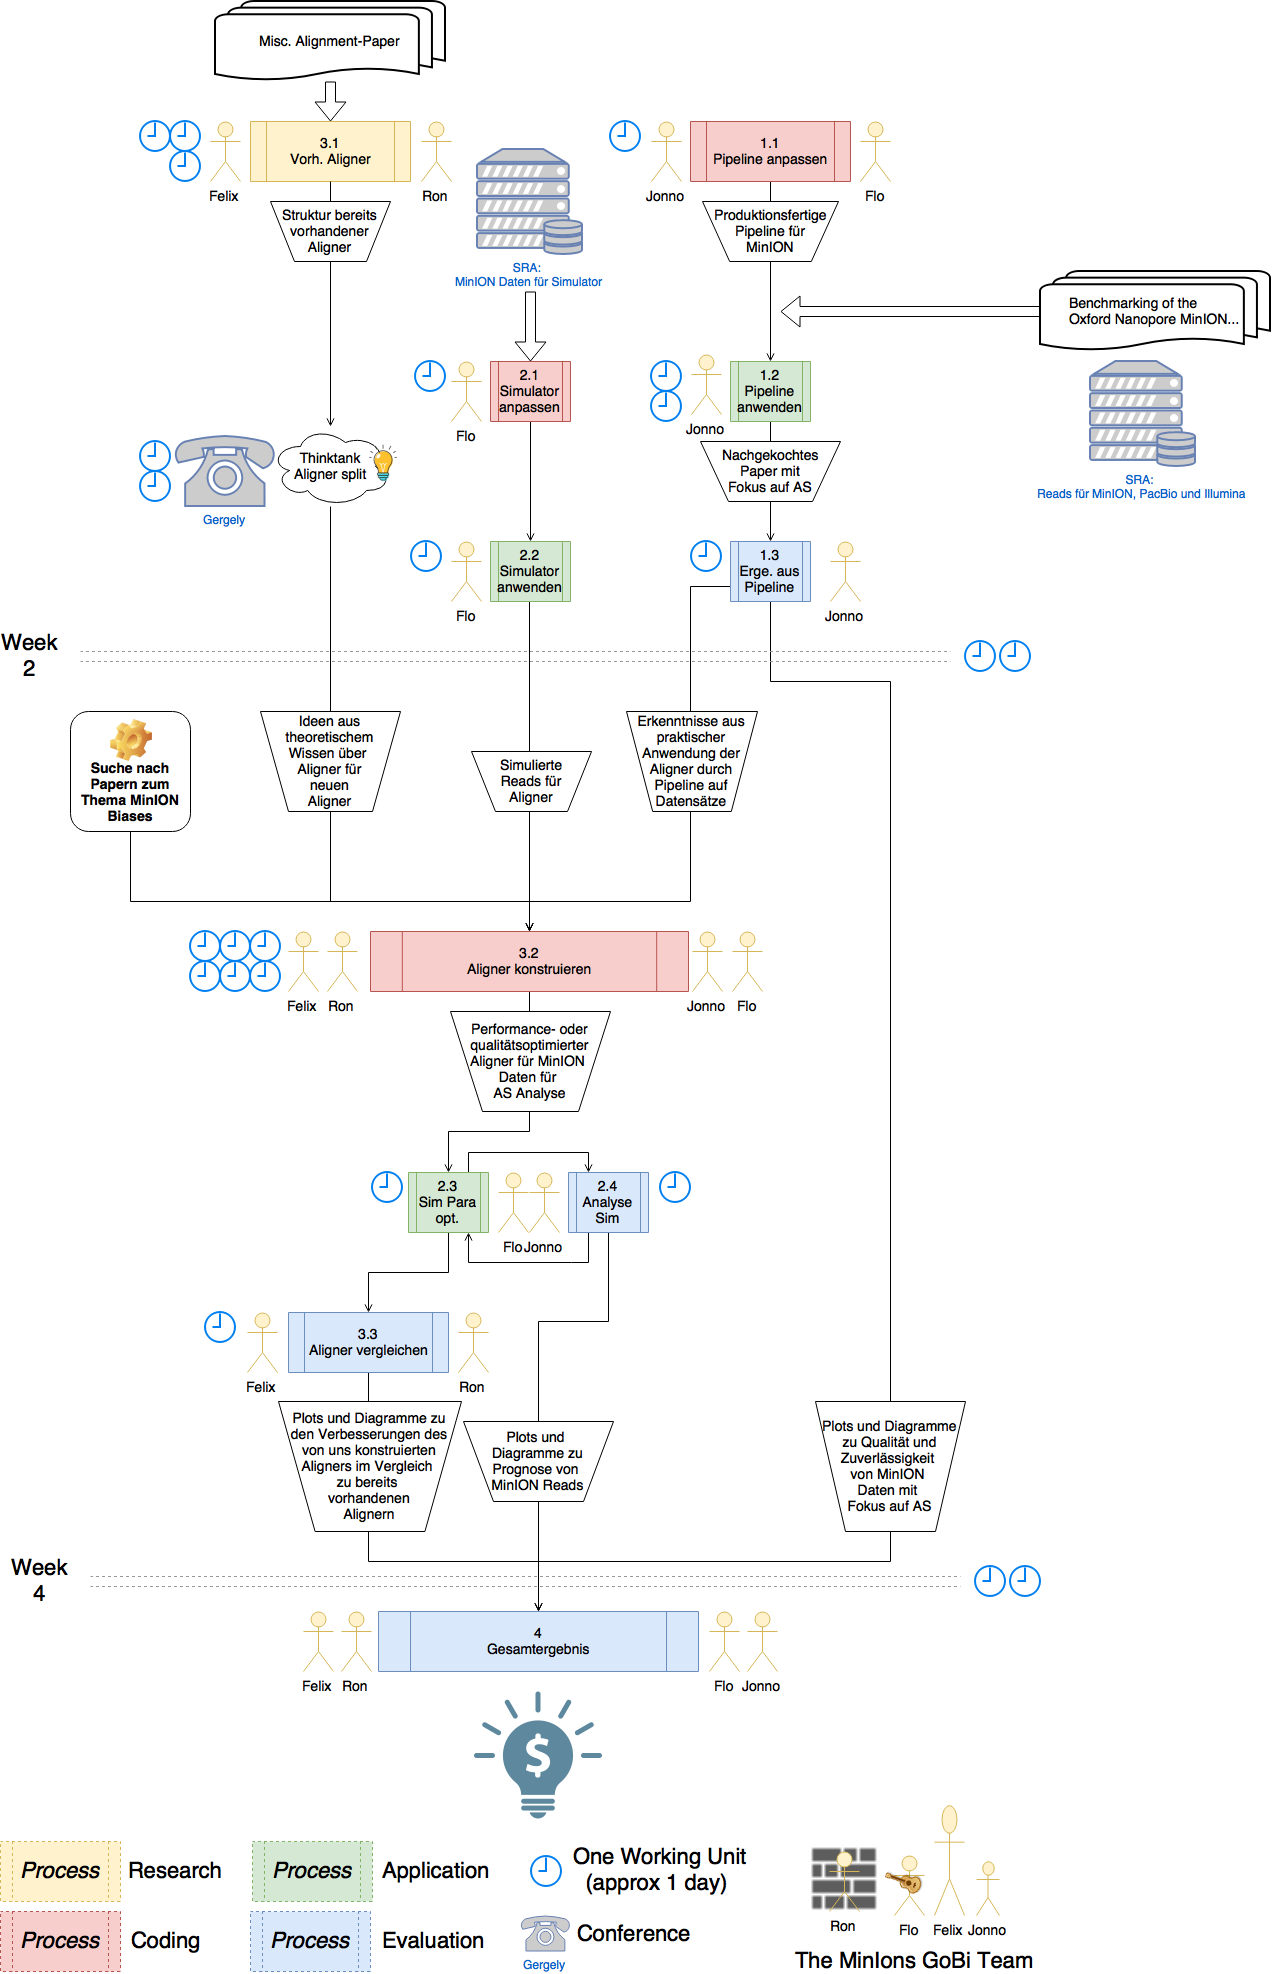 Misc. Alignment-Paper
3.1
Vorh. Aligner
Felix
Ron
1.1
Pipeline anpassen
Jonno
Flo
Struktur bereits
vorhandener
Aligner
Produktionsfertige
Pipeline für
MinION
SRA:
MinION Daten für Simulator
Benchmarking of the
Oxford Nanopore MinION...
2.1
Simulator
anpassen
Flo
1.2
Pipeline
anwenden
Jonno
SRA:
Reads für MinION, PacBio und Illumina
Thinktank
Aligner split
Gergely
Nachgekochtes
Paper mit
Fokus auf AS
2.2
Simulator
anwenden
Flo
1.3
Erge. aus
Pipeline
Jonno
Week
2
Suche nach
Papern zum
Thema MinION
Biases
Ideen aus
theoretischem
Wissen über
Aligner für
neuen
Aligner
Simulierte
Reads für
Aligner
Erkenntnisse aus
praktischer
Anwendung der
Aligner durch
Pipeline auf
Datensätze
3.2
Aligner konstruieren
Felix
Ron
Jonno
Flo
Performance- oder
qualitätsoptimierter
Aligner für MinION
Daten für
AS Analyse
2.3
Sim Para
opt.
Flo
Jonno
2.4
Analyse
Sim
3.3
Aligner vergleichen
Felix
Ron
Plots und Diagramme zu
den Verbesserungen des
von uns konstruierten
Aligners im Vergleich
zu bereits
vorhandenen
Alignern
Plots und
Diagramme zu
Prognose von
MinION Reads
Plots und Diagramme
zu Qualität und
Zuverlässigkeit
von MinION
Daten mit
Fokus auf AS
Week
4
4
Gesamtergebnis
Felix
Ron
Flo
Jonno
$
Process
Research
Process
Application
One Working Unit
(approx 1 day)
Process
Coding
Process
Evaluation
Conference
Gergely
Ron
Flo
Felix
Jonno
The MinIons GoBi Team